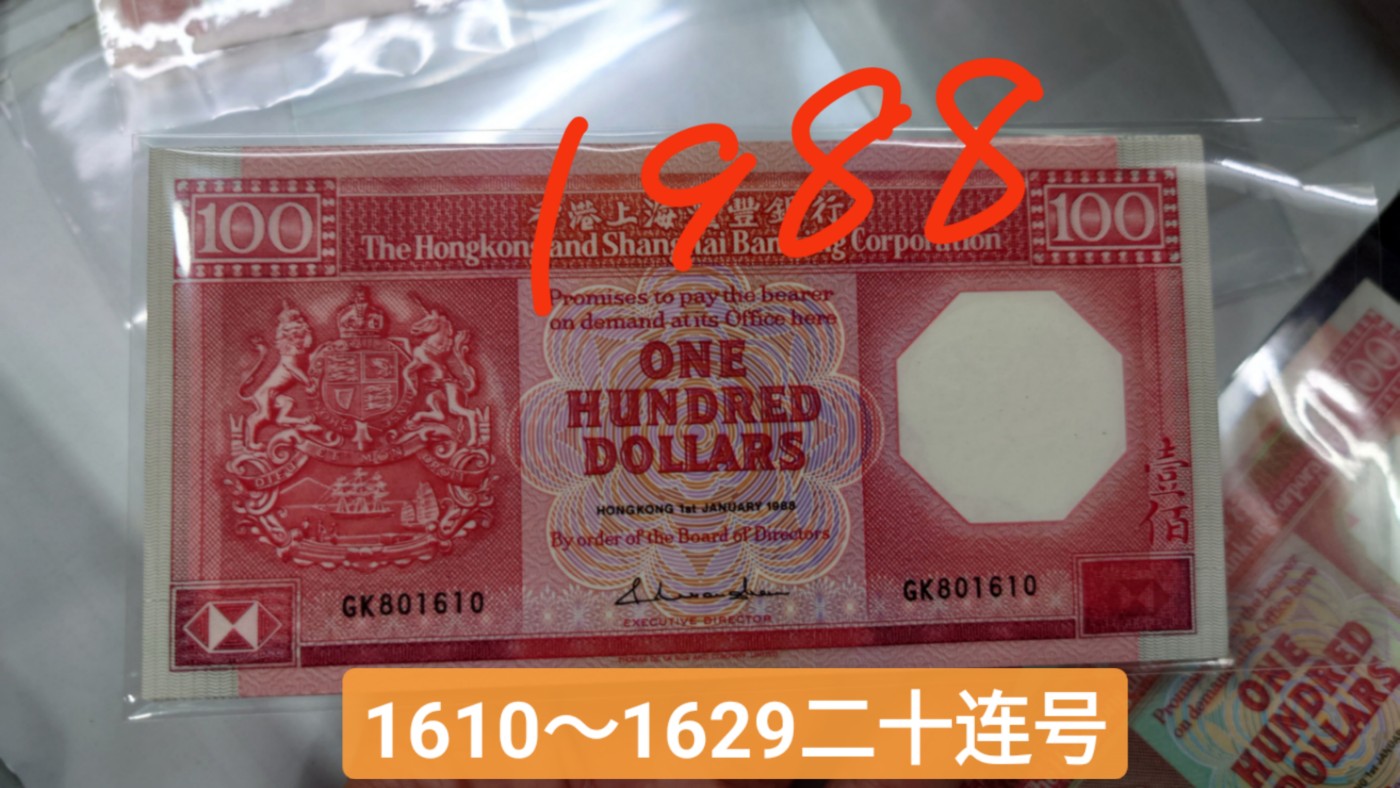 1988
100
香港上海滙豐銀行
100
The Hongkong and Shanghai Banking Corporation
Promises to pay the bearer
on demand at its Office here
ONE
HUNDRED
DOLLARS
HONGKONG 1st JANUARY 1988
By order of the Board of Directors
壹佰
GK801610
GK801610
EXECUTIVE DIRECTOR
1610～1629二十连号
ONE
HUNDRED
DOLLARS